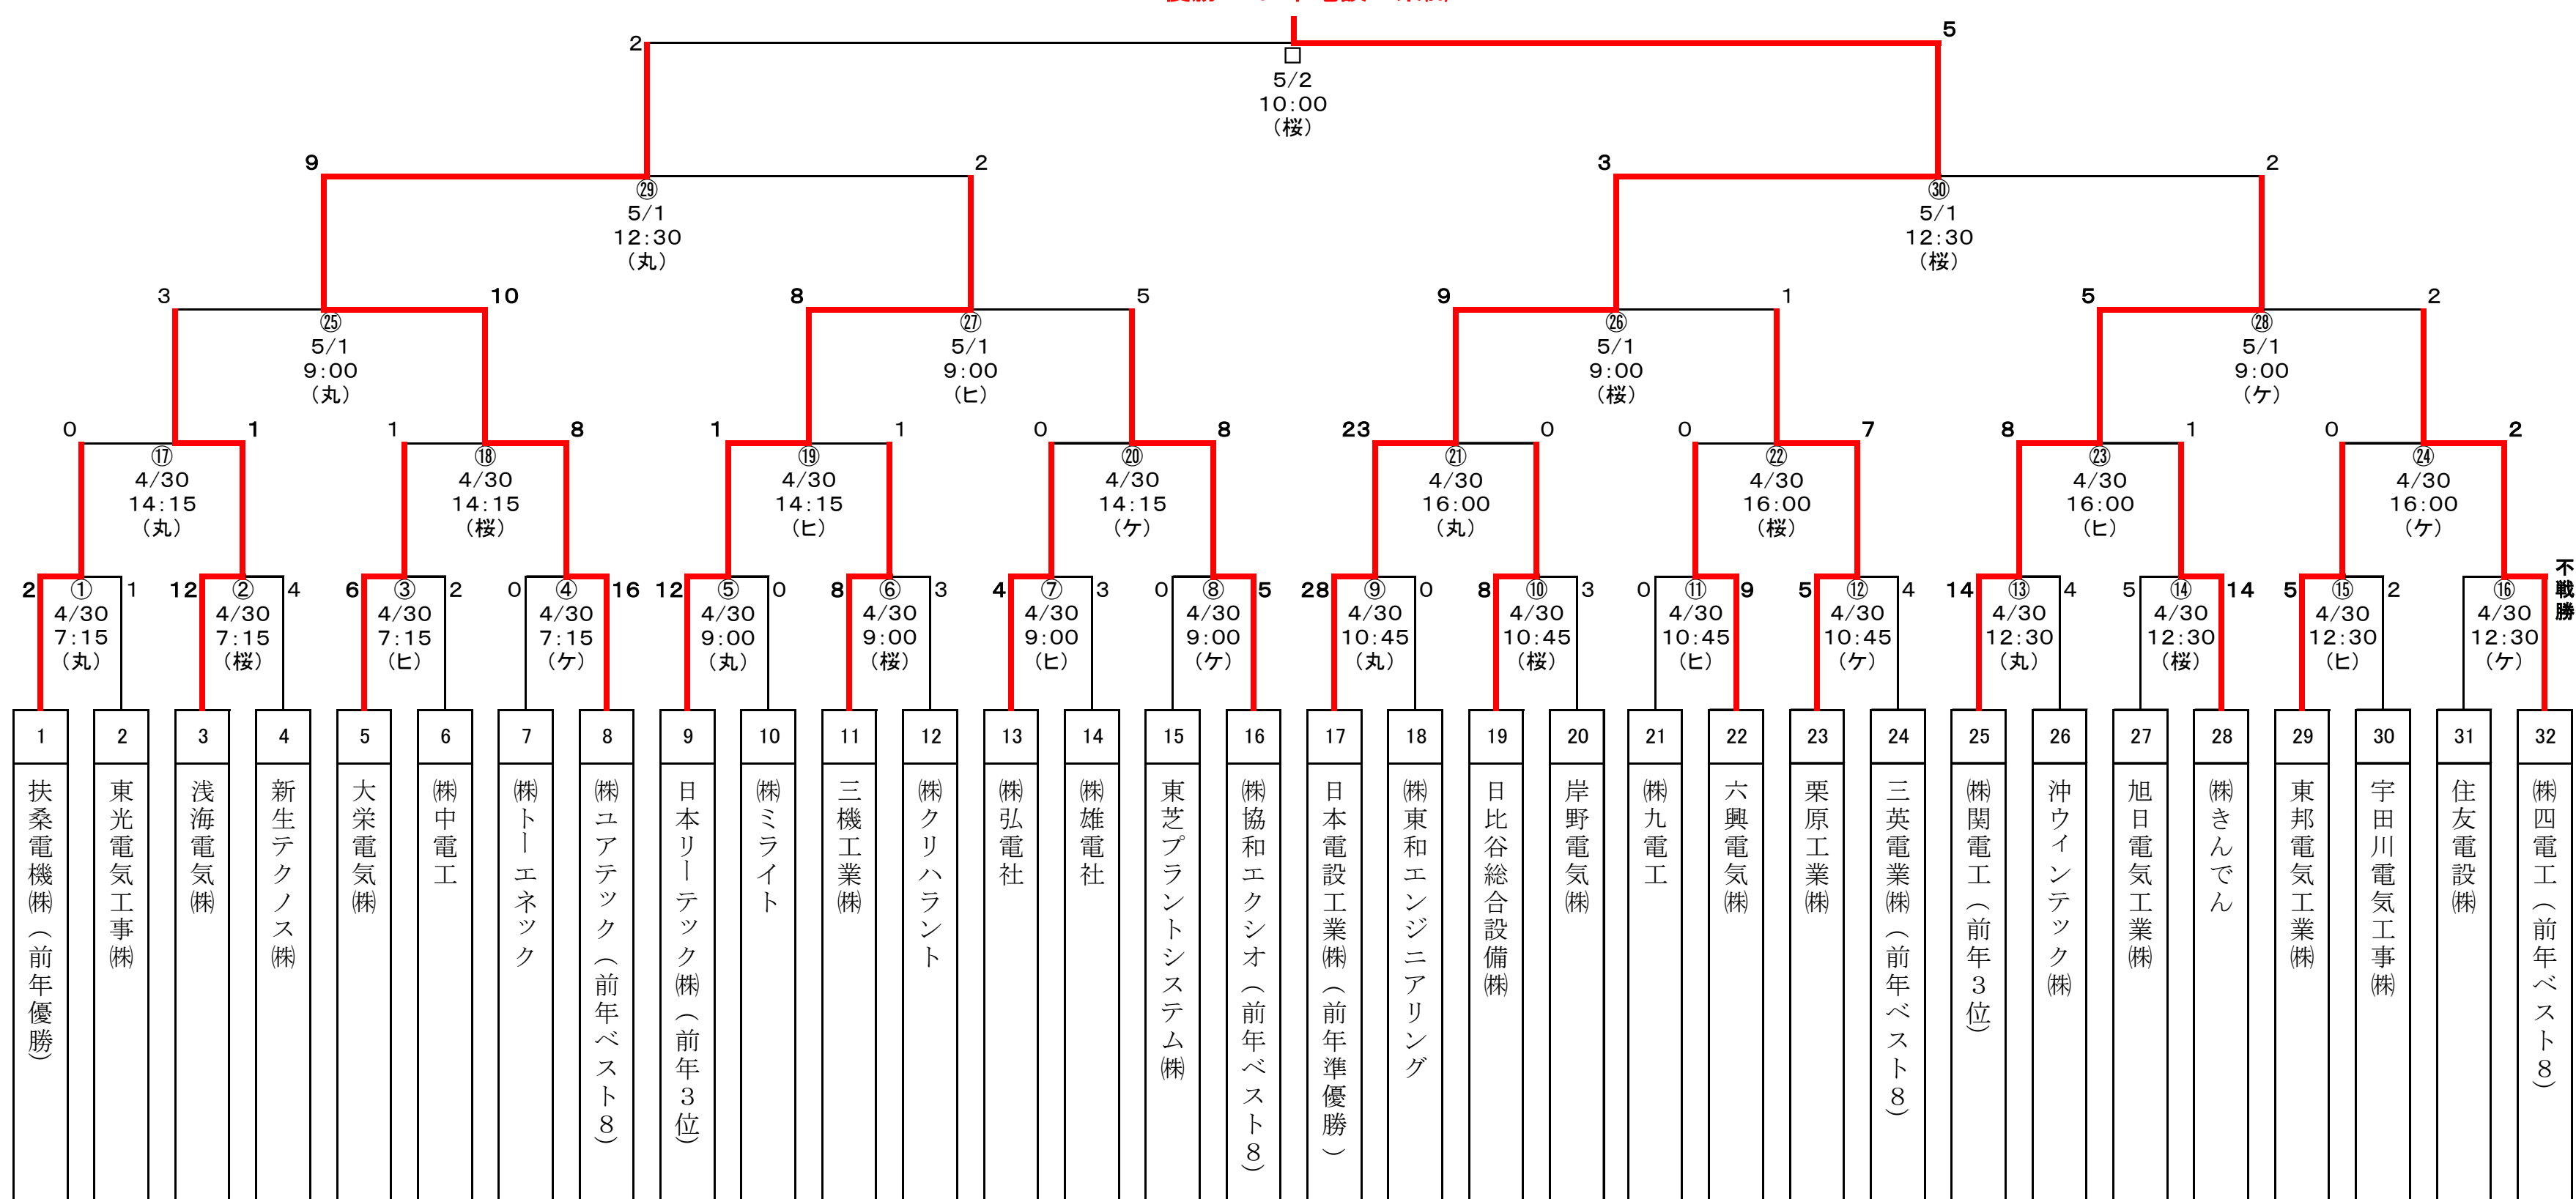 2
5
5/2
10:00
（桜）
9
2
3
2
㉙
5/1
12:30
（丸）
㉚
5/1
12:30
（桜）
3
10
8
5
9
1
5
2
㉕
5/1
9:00
（丸）
㉗
5/1
9:00
（ヒ）
㉖
5/1
9:00
（桜）
㉘
5/1
9:00
（ケ）
0
1
1
8
1
1
0
8
23
0
0
7
8
1
0
2
⑰
4/30
14:15
（丸）
⑱
4/30
14:15
（桜）
⑲
4/30
14:15
（ヒ）
⑳
4/30
14:15
（ケ）
㉑
4/30
16:00
（丸）
㉒
4/30
16:00
（桜）
㉓
4/30
16:00
（ヒ）
㉔
4/30
16:00
（ケ）
2
①
1
4/30
7:15
（丸）
12
②
4
4/30
7:15
（桜）
6
③
2
4/30
7:15
（ヒ）
0
④
16
4/30
7:15
（ケ）
12
⑤
0
4/30
9:00
（丸）
8
⑥
3
4/30
9:00
（桜）
4
⑦
3
4/30
9:00
（ヒ）
0
⑧
5
4/30
9:00
（ケ）
28
⑨
0
4/30
10:45
（丸）
8
⑩
3
4/30
10:45
（桜）
0
⑪
9
4/30
10:45
（ヒ）
5
⑫
4
4/30
10:45
（ケ）
14
⑬
4
4/30
12:30
（丸）
5
⑭
14
4/30
12:30
（桜）
5
⑮
2
4/30
12:30
（ヒ）
⑯
不戦勝
4/30
12:30
（ケ）
1
扶桑電機㈱（前年優勝）
2
東光電気工事㈱
3
浅海電気㈱
4
新生テクノス㈱
5
大栄電気㈱
6
㈱中電工
7
㈱トーエネック
8
㈱ユアテック（前年ベスト８）
9
日本リーテック㈱（前年３位）
10
㈱ミライト
11
三機工業㈱
12
㈱クリハラント
13
㈱弘電社
14
㈱雄電社
15
東芝プラントシステム㈱
16
㈱協和エクシオ（前年ベスト８）
17
日本電設工業㈱（前年準優勝）
18
㈱東和エンジニアリング
19
日比谷総合設備㈱
20
岸野電気㈱
21
㈱九電工
22
六興電気㈱
23
栗原工業㈱
24
三英電業㈱（前年ベスト８）
25
㈱関電工（前年３位）
26
沖ウインテック㈱
27
旭日電気工業㈱
28
㈱きんでん
29
東邦電気工業㈱
30
宇田川電気工事㈱
31
住友電設㈱
32
㈱四電工（前年ベスト８）